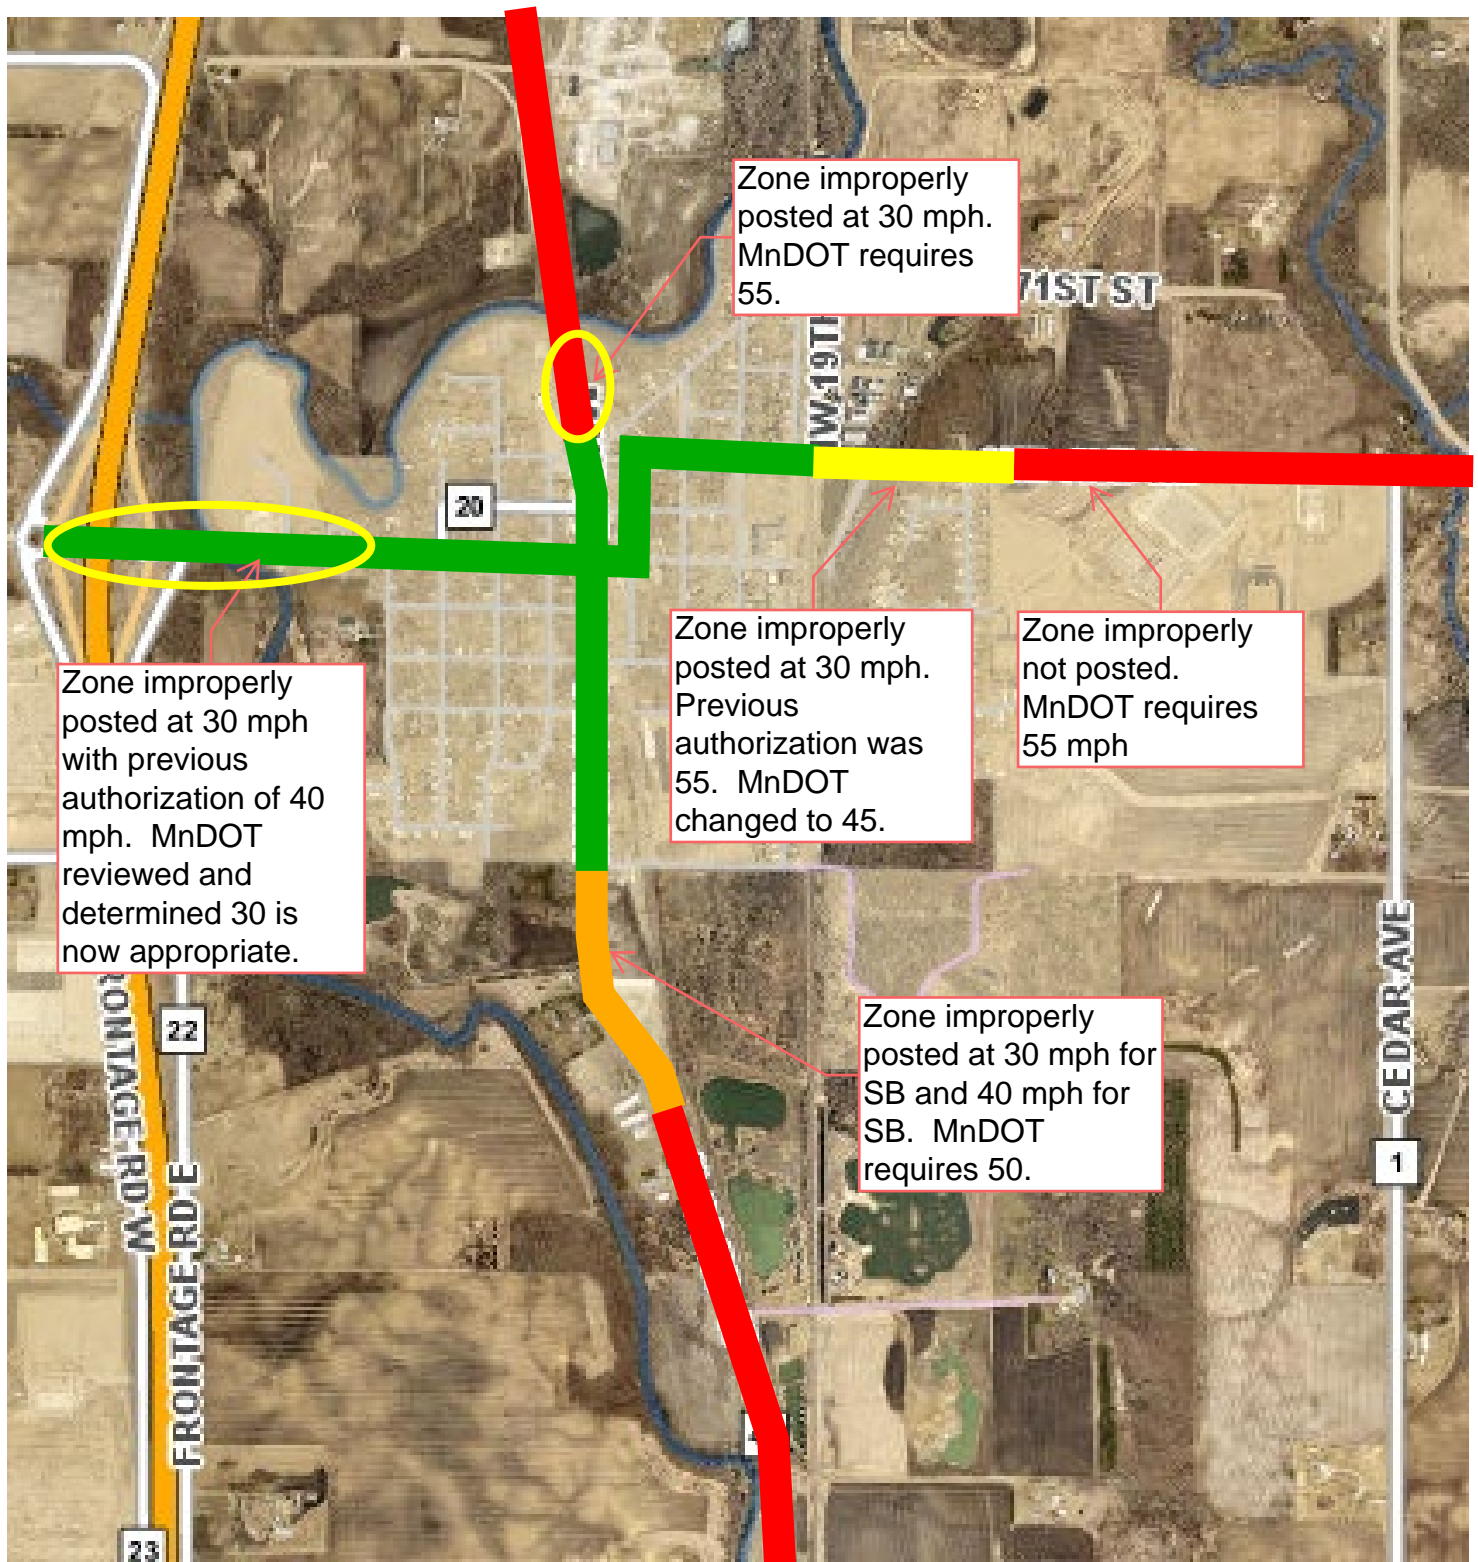 Zone improperly
posted at 30 mph.
MnDOT requires
55.
71ST ST
20
Zone improperly
posted at 30 mph
with previous
authorization of 40
mph.  MnDOT
reviewed and
determined 30 is
now appropriate.
Zone improperly
posted at 30 mph.
Previous
authorization was
55.  MnDOT
changed to 45.
Zone improperly
not posted.
MnDOT requires
55 mph
Zone improperly
posted at 30 mph for
SB and 40 mph for
SB.  MnDOT
requires 50.
22
RONTAGE RD W
FRONTAGE RD E
CEDAR AVE
1
23